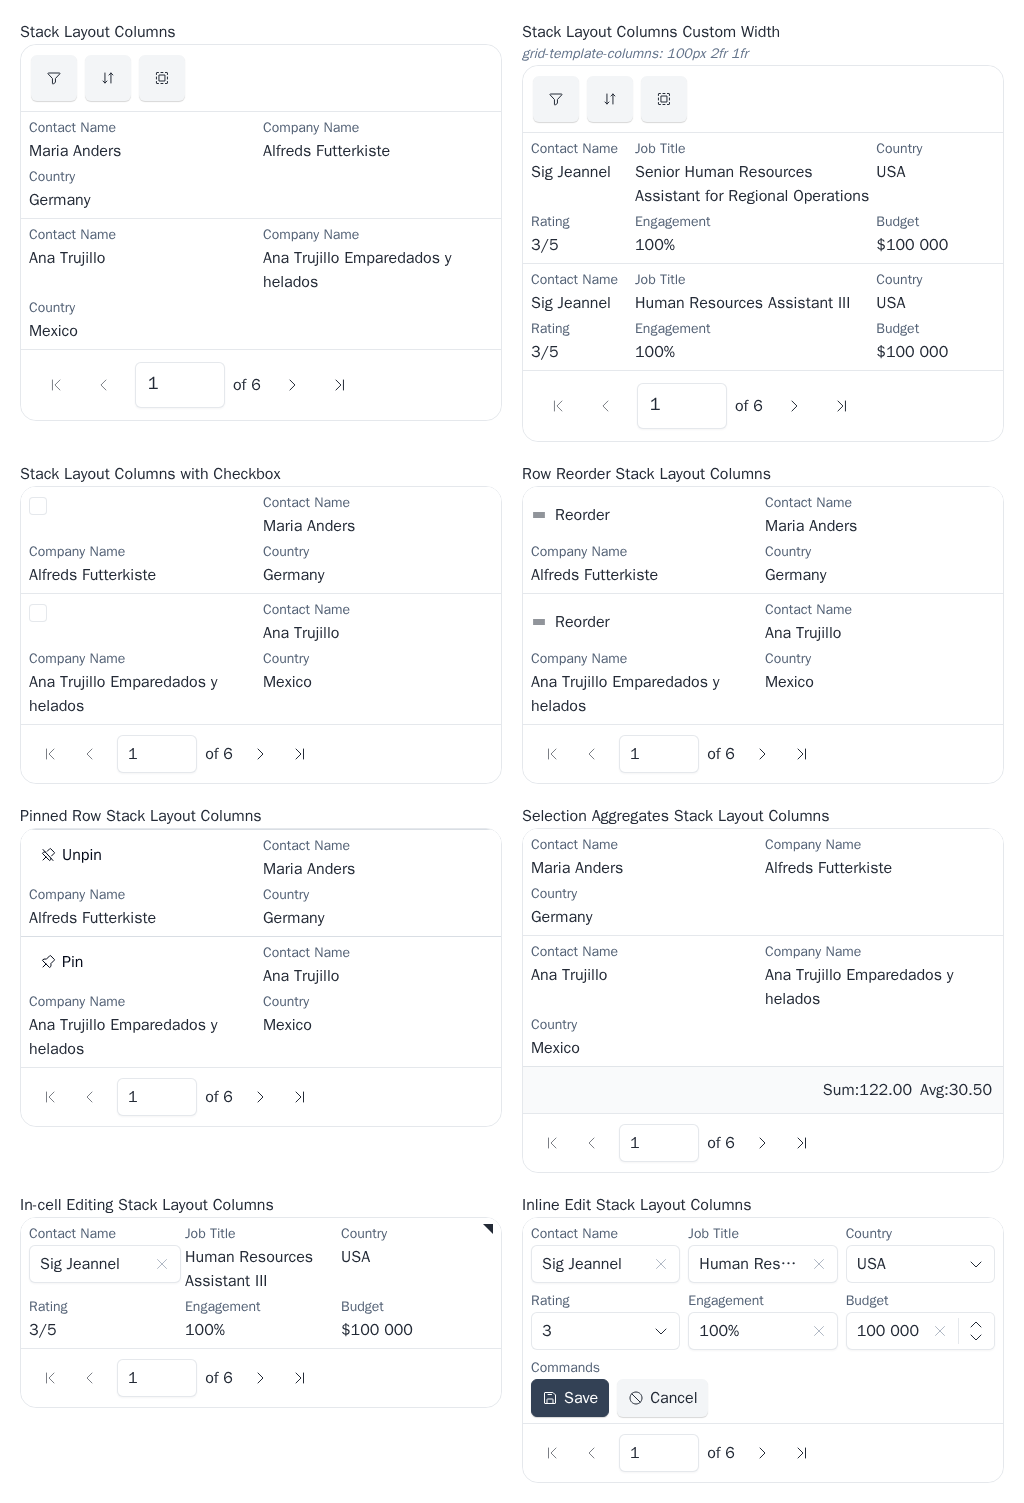 Stack Layout Columns
Contact Name Company Name
Maria Anders Alfreds Futterkiste
Country
Germany
Contact Name Company Name
Ana Trujillo Ana Trujillo Emparedados y
helados
Country
Mexico
1 of 6
Stack Layout Columns Custom Width
grid-template-columns: 100px 2fr 1fr
Contact Name Job Title Country
Sig Jeannel Senior Human Resources USA
Assistant for Regional Operations
Rating Engagement Budget
3/5 100% $100 000
Contact Name Job Title Country
Sig Jeannel Human Resources Assistant III USA
Rating Engagement Budget
3/5 100% $100 000
1 of 6
Stack Layout Columns with Checkbox
Contact Name
Maria Anders
Company Name Country
Alfreds Futterkiste Germany
Contact Name
Ana Trujillo
Company Name Country
Ana Trujillo Emparedados y Mexico
helados
1 of 6
Row Reorder Stack Layout Columns
Contact Name
Reorder Maria Anders
Company Name Country
Alfreds Futterkiste Germany
Contact Name
Reorder Ana Trujillo
Company Name Country
Ana Trujillo Emparedados y Mexico
helados
1 of 6
Pinned Row Stack Layout Columns
Contact Name
Unpin Maria Anders
Company Name Country
Alfreds Futterkiste Germany
Contact Name
Pin Ana Trujillo
Company Name Country
Ana Trujillo Emparedados y Mexico
helados
1 of 6
Selection Aggregates Stack Layout Columns
Contact Name Company Name
Maria Anders Alfreds Futterkiste
Country
Germany
Contact Name Company Name
Ana Trujillo Ana Trujillo Emparedados y
helados
Country
Mexico
Sum:122.00 Avg:30.50
1 of 6
In-cell Editing Stack Layout Columns
Contact Name Job Title Country
Sig Jeannel Human Resources USA
Assistant III
Rating Engagement Budget
3/5 100% $100 000
1 of 6
Inline Edit Stack Layout Columns
Contact Name Job Title Country
Sig Jeannel Human Res… USA
Rating Engagement Budget
3 100% 100 000
Commands
Save Cancel
1 of 6